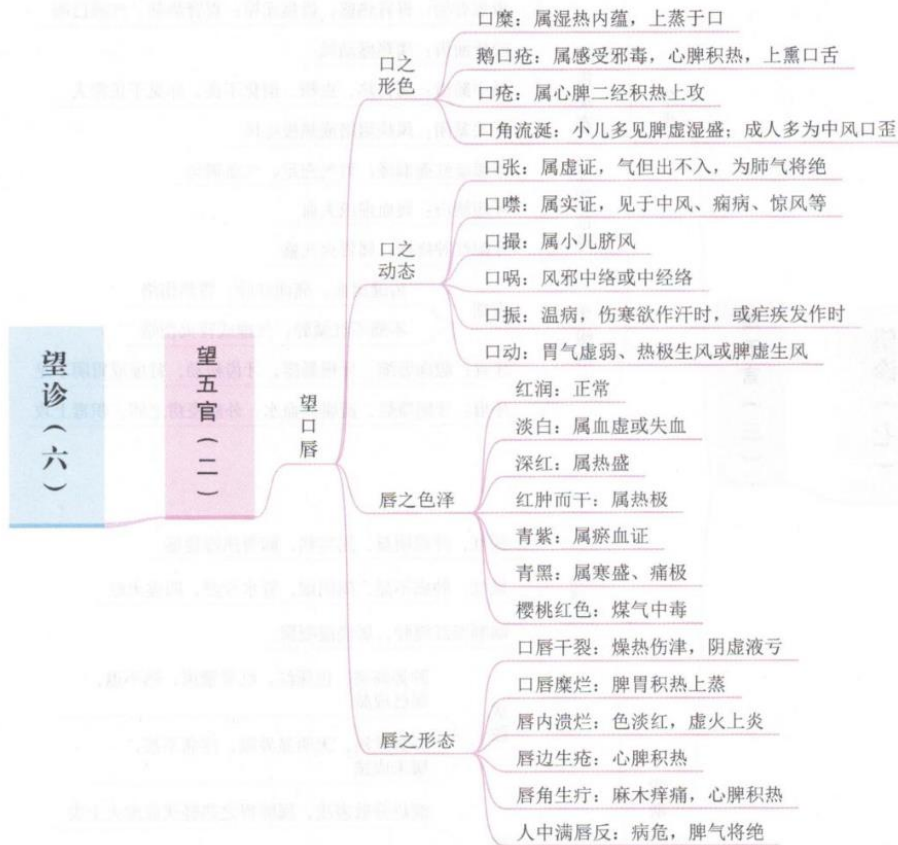 望诊（六）
望五官（二）
望口唇
口之
形色
口糜：属湿热内蕴，上蒸于口
鹅口疮：属感受邪毒，心脾积热，上熏口舌
口疮：属心脾二经积热上攻
口角流涎：小儿多见脾虚湿盛；成人多为中风口歪
口之
动态
口张：属虚证，气但出不入，为肺气将绝
口噤：属实证，见于中风、痫病、惊风等
口撮：属小儿脐风
口㖞：风邪中络或中经络
口振：温病，伤寒欲作汗时，或疟疾发作时
口动：胃气虚弱、热极生风或脾虚生风
唇之色泽
红润：正常
淡白：属血虚或失血
深红：属热盛
红肿而干：属热极
青紫：属瘀血证
青黑：属寒盛、痛极
樱桃红色：煤气中毒
唇之形态
口唇干裂：燥热伤津，阴虚液亏
口唇糜烂：脾胃积热上蒸
唇内溃烂：色淡红，虚火上炎
唇边生疮：心脾积热
唇角生疔：麻木痒痛，心脾积热
人中满唇反：病危，脾气将绝